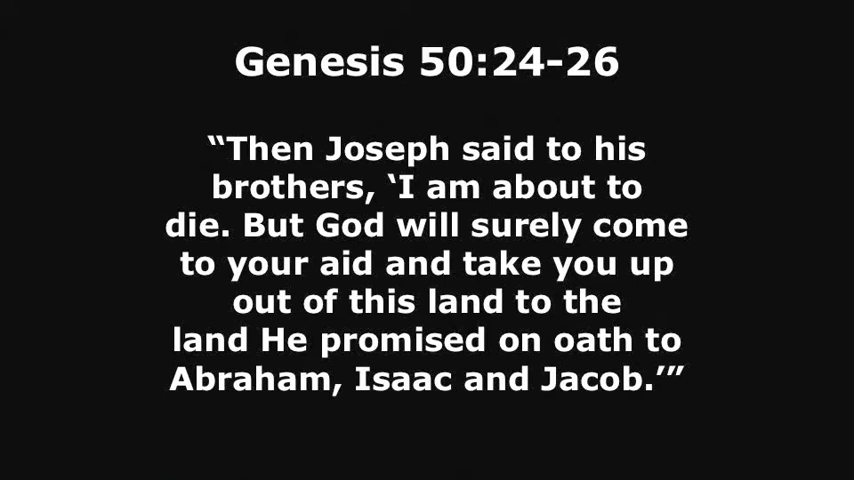 Genesis 50:24-26
“Then Joseph said to his
brothers, ‘I am about to
die. But God will surely come
to your aid and take you up
out of this land to the
land He promised on oath to
Abraham, Isaac and Jacob.’”